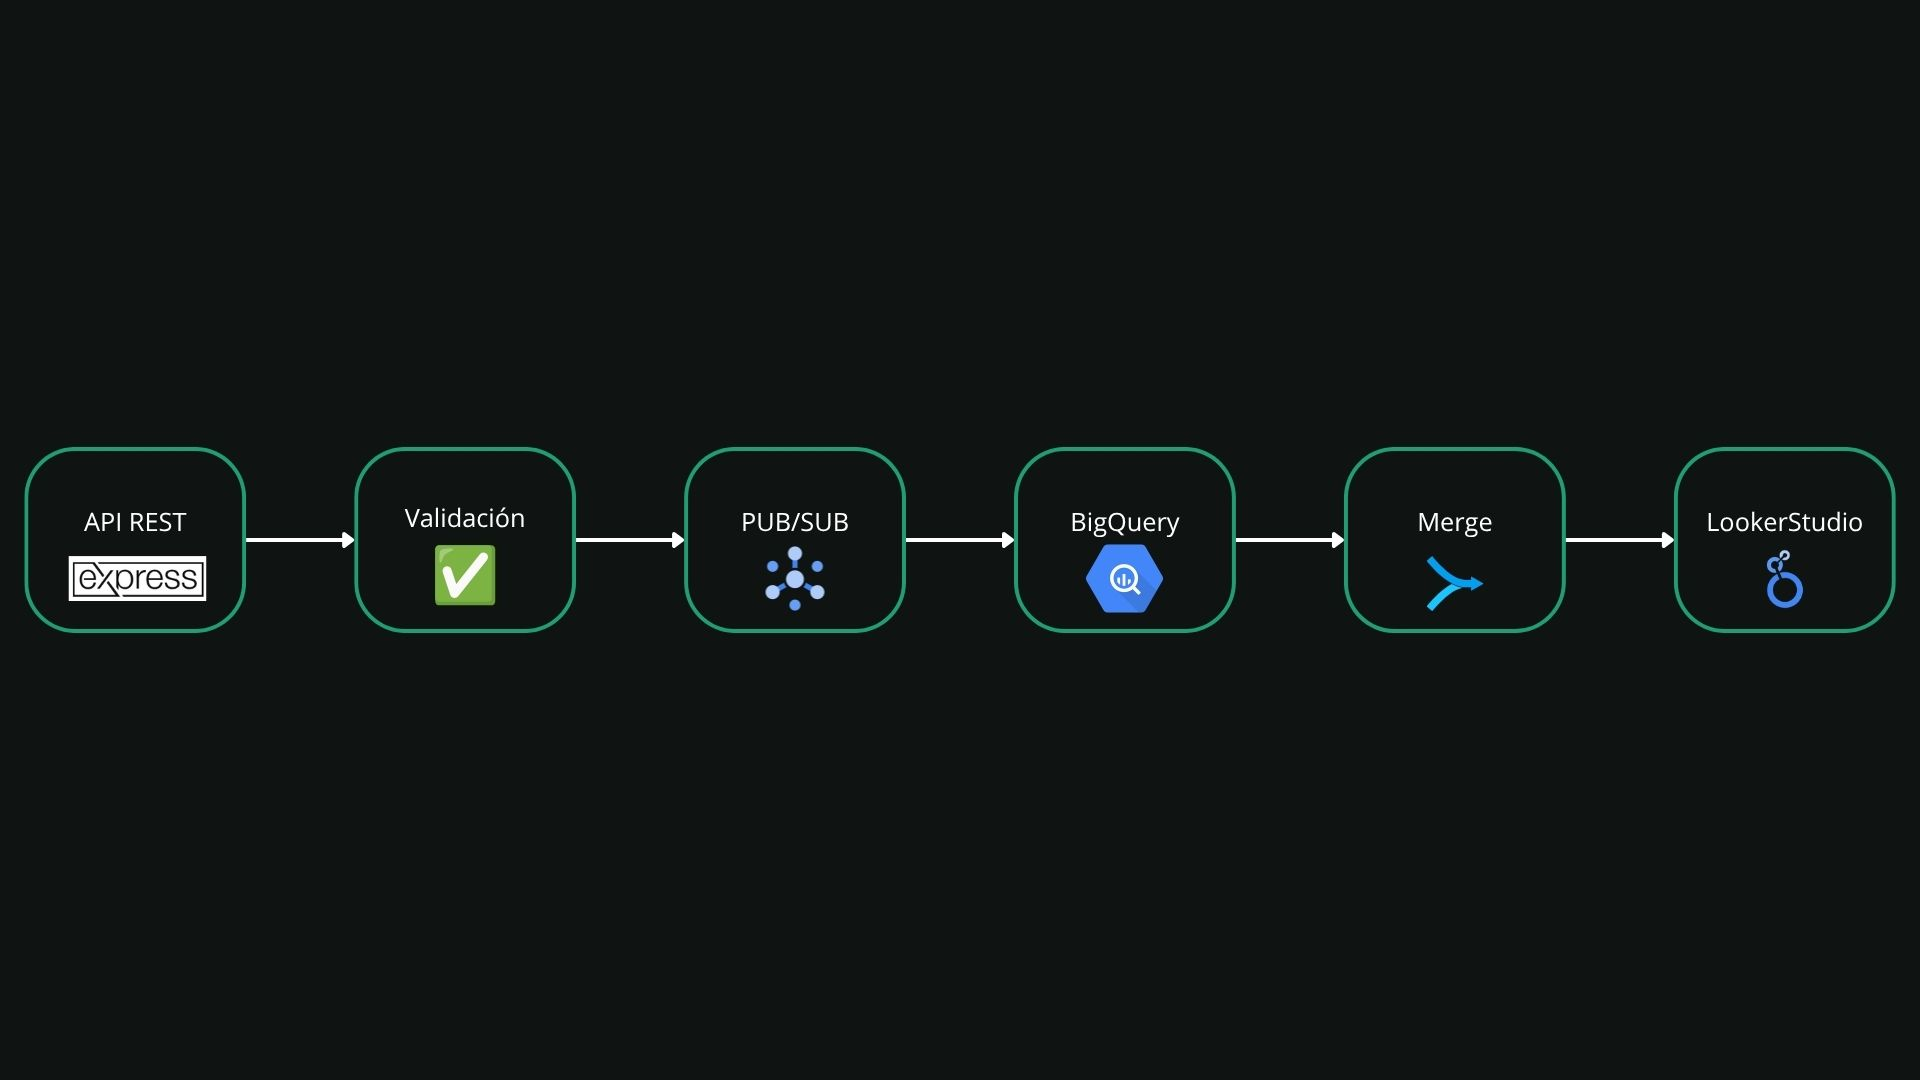 API REST
express
Validación
PUB/SUB
BigQuery
Merge
LookerStudio